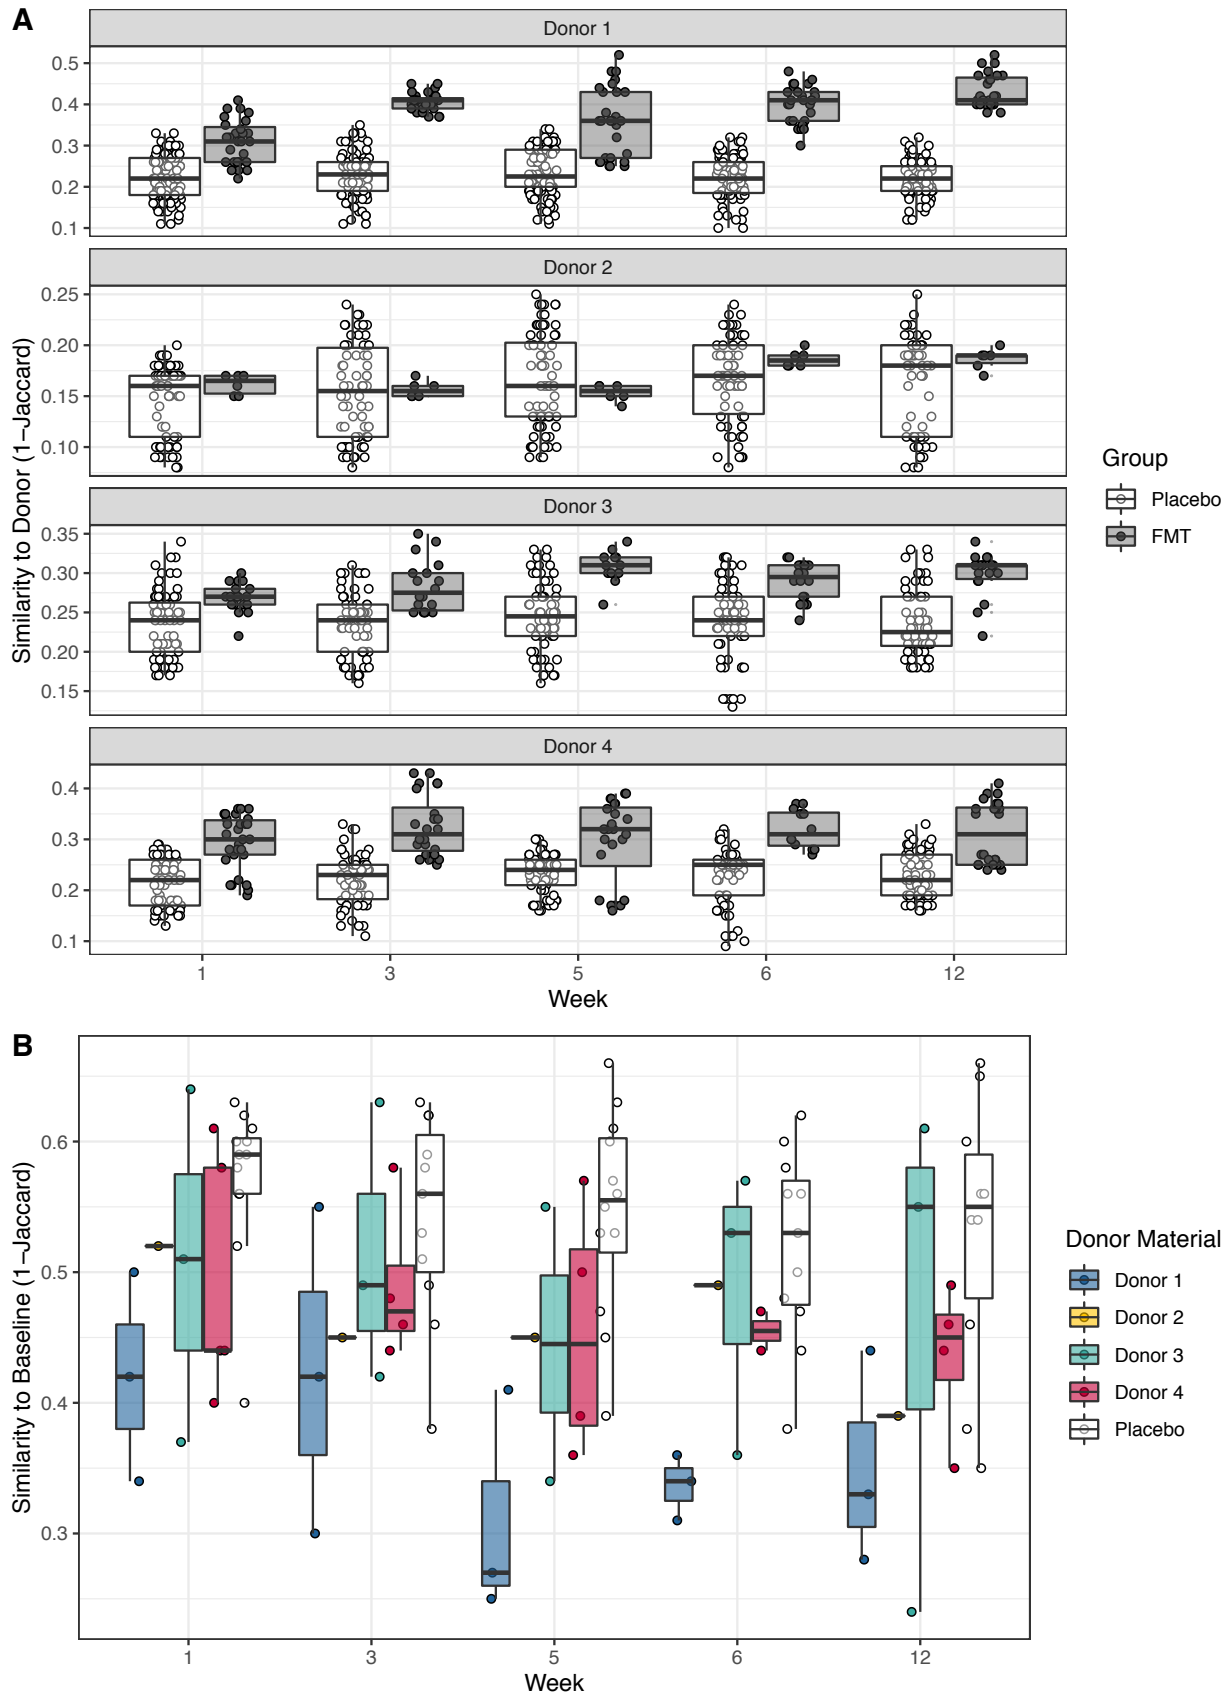 A
Donor 1
0.5
0.4
0.3
0.2
0.1
Donor 2
0.25
0.20
0.15
0.10
Donor 3
0.35
0.30
0.25
0.20
0.15
Donor 4
0.4
0.3
0.2
0.1
1 3 5 6 12
Week
Similarity to Donor (1−Jaccard)
Group
Placebo
FMT
B
0.6
0.5
0.4
0.3
1 3 5 6 12
Week
Similarity to Baseline (1−Jaccard)
Donor Material
Donor 1
Donor 2
Donor 3
Donor 4
Placebo